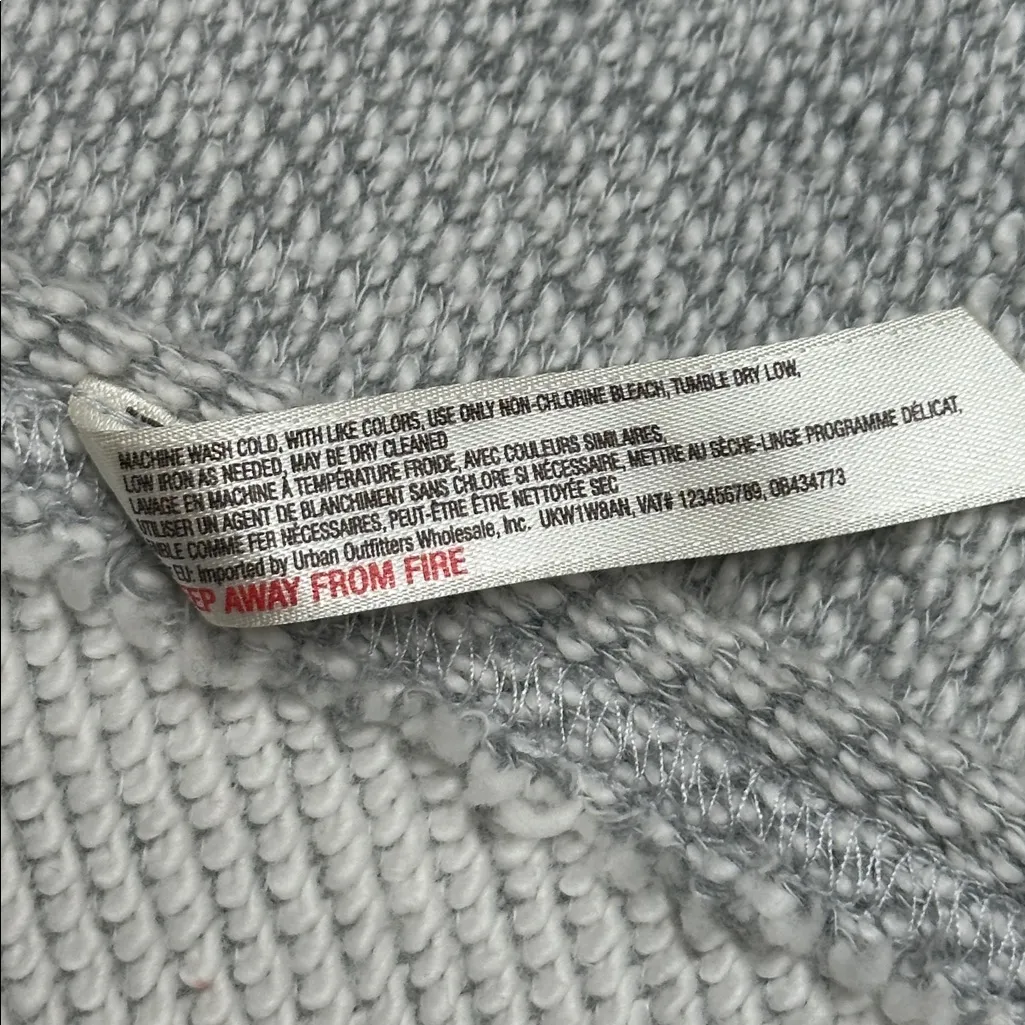 MACHINE WASH COLD, WITH LIKE COLORS, USE ONLY NON-CHLORINE BLEACH, TUMBLE DRY LOW,
LOW IRON AS NEEDED, MAY BE DRY CLEANED
LAVAGE EN MACHINE À TEMPÉRATURE FROIDE, AVEC COULEURS SIMILAIRES,
UTILISER UN AGENT DE BLANCHIMENT SANS CHLORE SI NÉCESSAIRE, METTRE AU SÈCHE-LINGE PROGRAMME DÉLICAT,
COMME FER NÉCESSAIRES, PEUT-ÊTRE ÊTRE NETTOYÉE SEC
EU: Imported by Urban Outfitters Wholesale, Inc. UKW1W8AN, VAT# 123456789, 0B434773
EP AWAY FROM FIRE